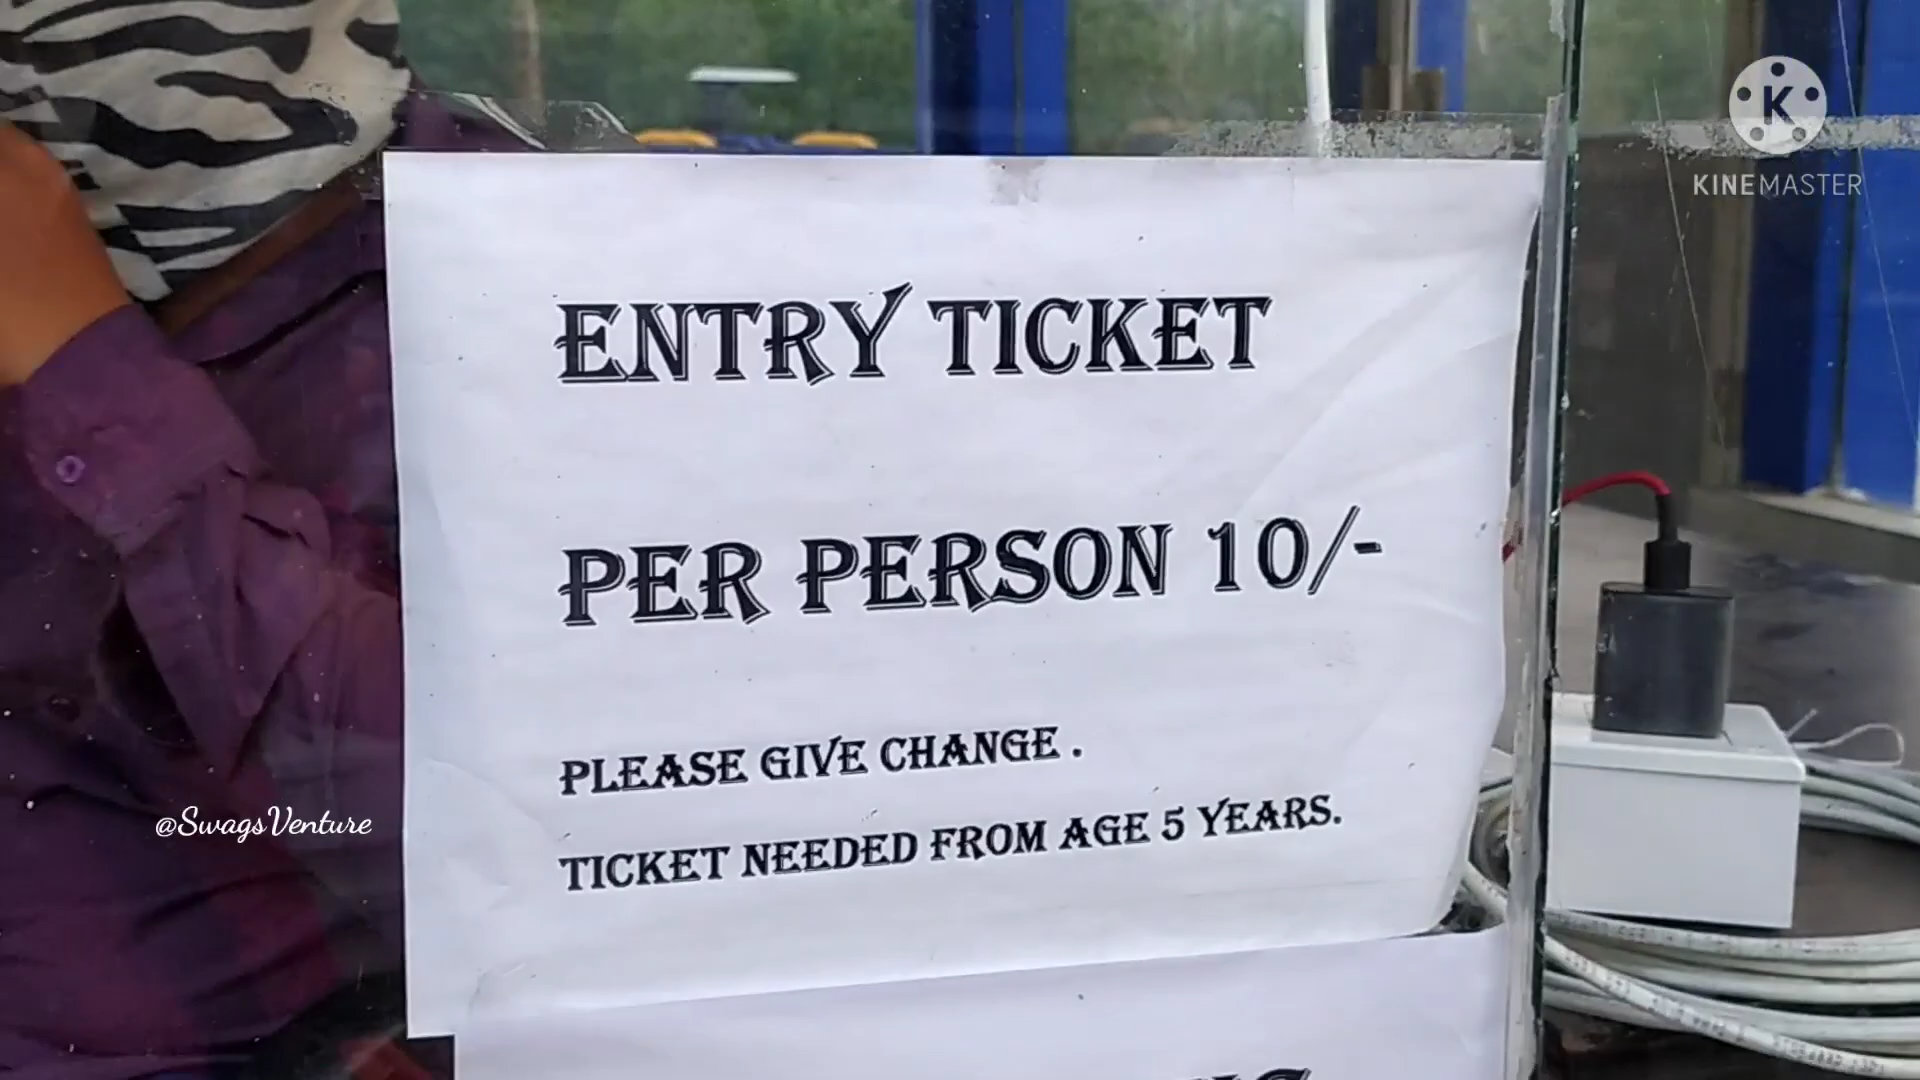 KINEMASTER
ENTRY TICKET
PER PERSON 10/-
PLEASE GIVE CHANGE .
TICKET NEEDED FROM AGE 5 YEARS.
@SwagsVenture